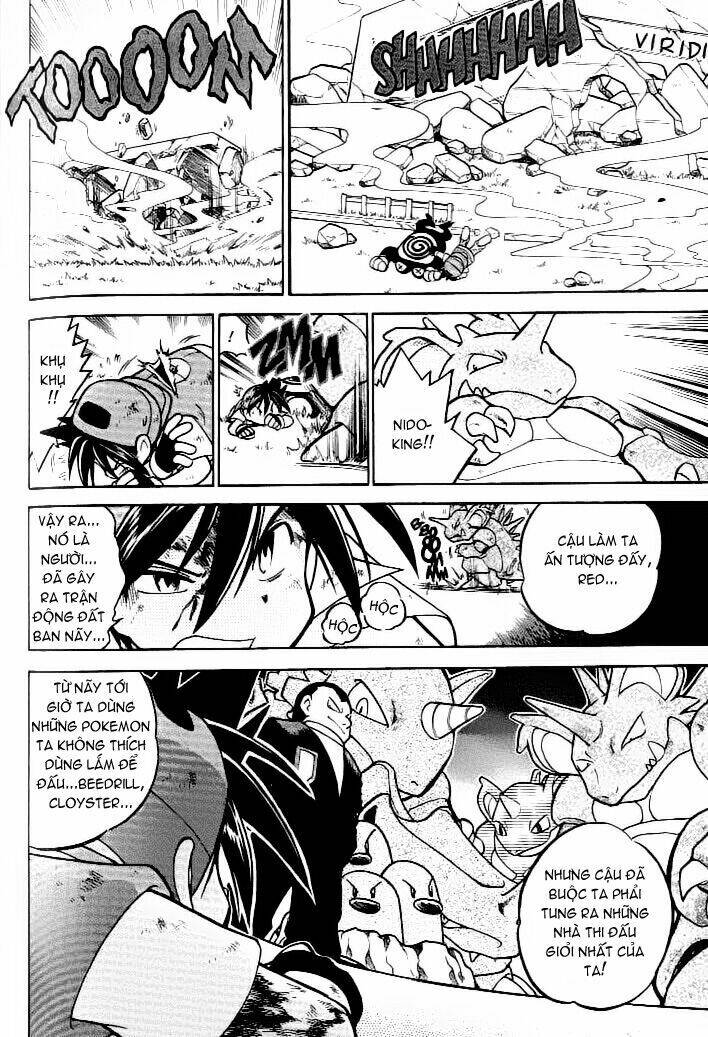 TOOOOM
SHHHHHHH
VIRIDI
KHỤ
KHỤ
!!
!
ZMMM
NIDO-
KING!!
VẬY RA...
NÓ LÀ
NGƯỜI...
ĐÃ GÂY
RA TRẬN
ĐỘNG ĐẤT
BAN NÃY...
HỘC
HỘC
CẬU LÀM TA
ẤN TƯỢNG ĐẤY,
RED...
TỪ NÃY TỚI
GIỜ TA DÙNG
NHỮNG POKEMON
TA KHÔNG THÍCH
DÙNG LẮM ĐỂ
ĐẤU...BEEDRILL,
CLOYSTER...
NHƯNG CẬU ĐÃ
BUỘC TA PHẢI
TUNG RA NHỮNG
NHÀ THI ĐẤU
GIỎI NHẤT CỦA
TA!